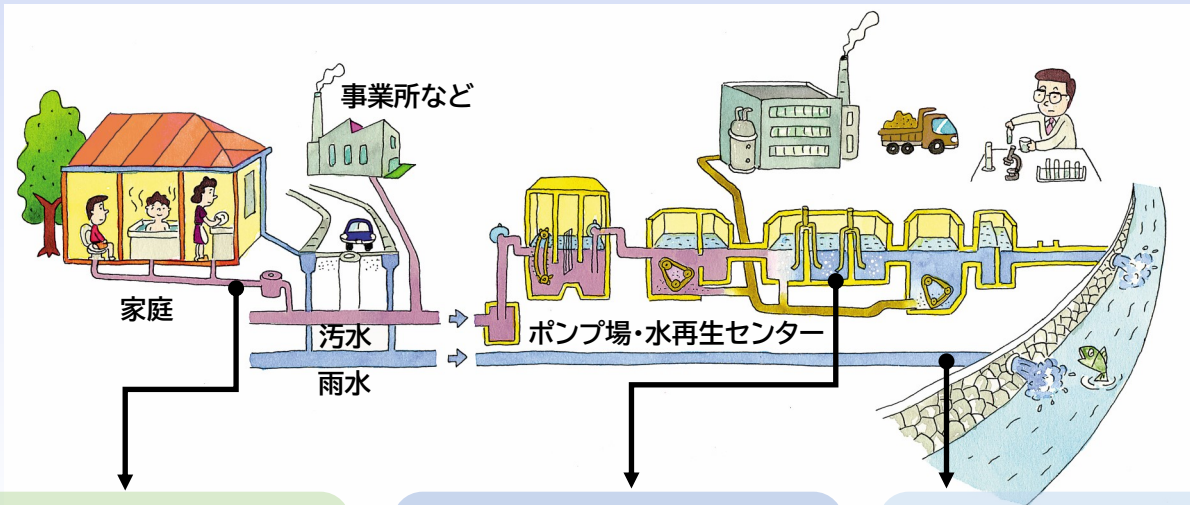 事業所など
家庭
汚水
ポンプ場・水再生センター
雨水